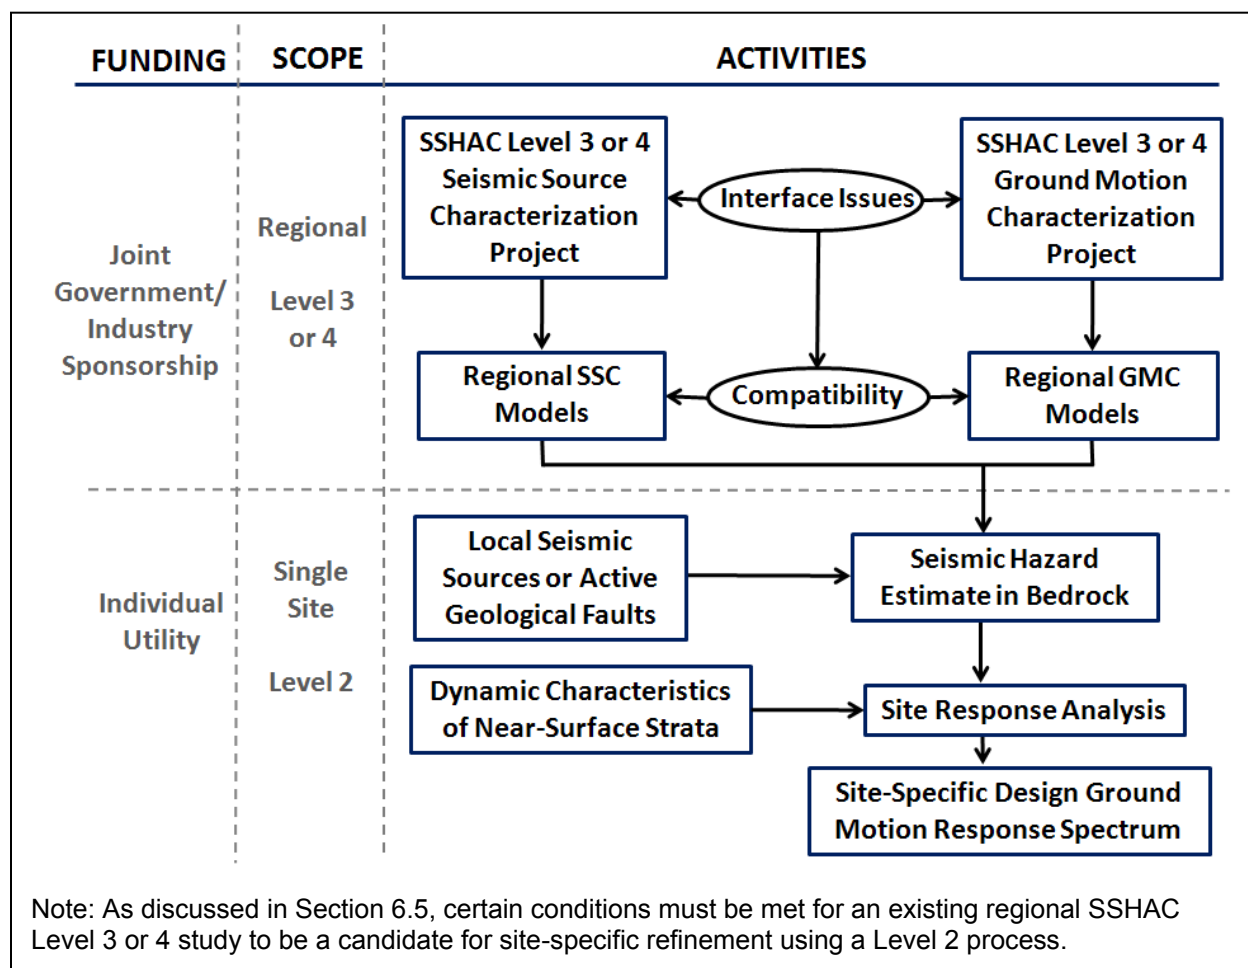 FUNDING
SCOPE
ACTIVITIES
Joint
Government/
Industry
Sponsorship
Regional
Level 3
or 4
SSHAC Level 3 or 4
Seismic Source
Characterization
Project
Interface Issues
SSHAC Level 3 or 4
Ground Motion
Characterization
Project
Regional SSC
Models
Compatibility
Regional GMC
Models
Individual
Utility
Single
Site
Level 2
Local Seismic
Sources or Active
Geological Faults
Seismic Hazard
Estimate in Bedrock
Dynamic Characteristics
of Near-Surface Strata
Site Response Analysis
Site-Specific Design Ground
Motion Response Spectrum
Note: As discussed in Section 6.5, certain conditions must be met for an existing regional SSHAC
Level 3 or 4 study to be a candidate for site-specific refinement using a Level 2 process.